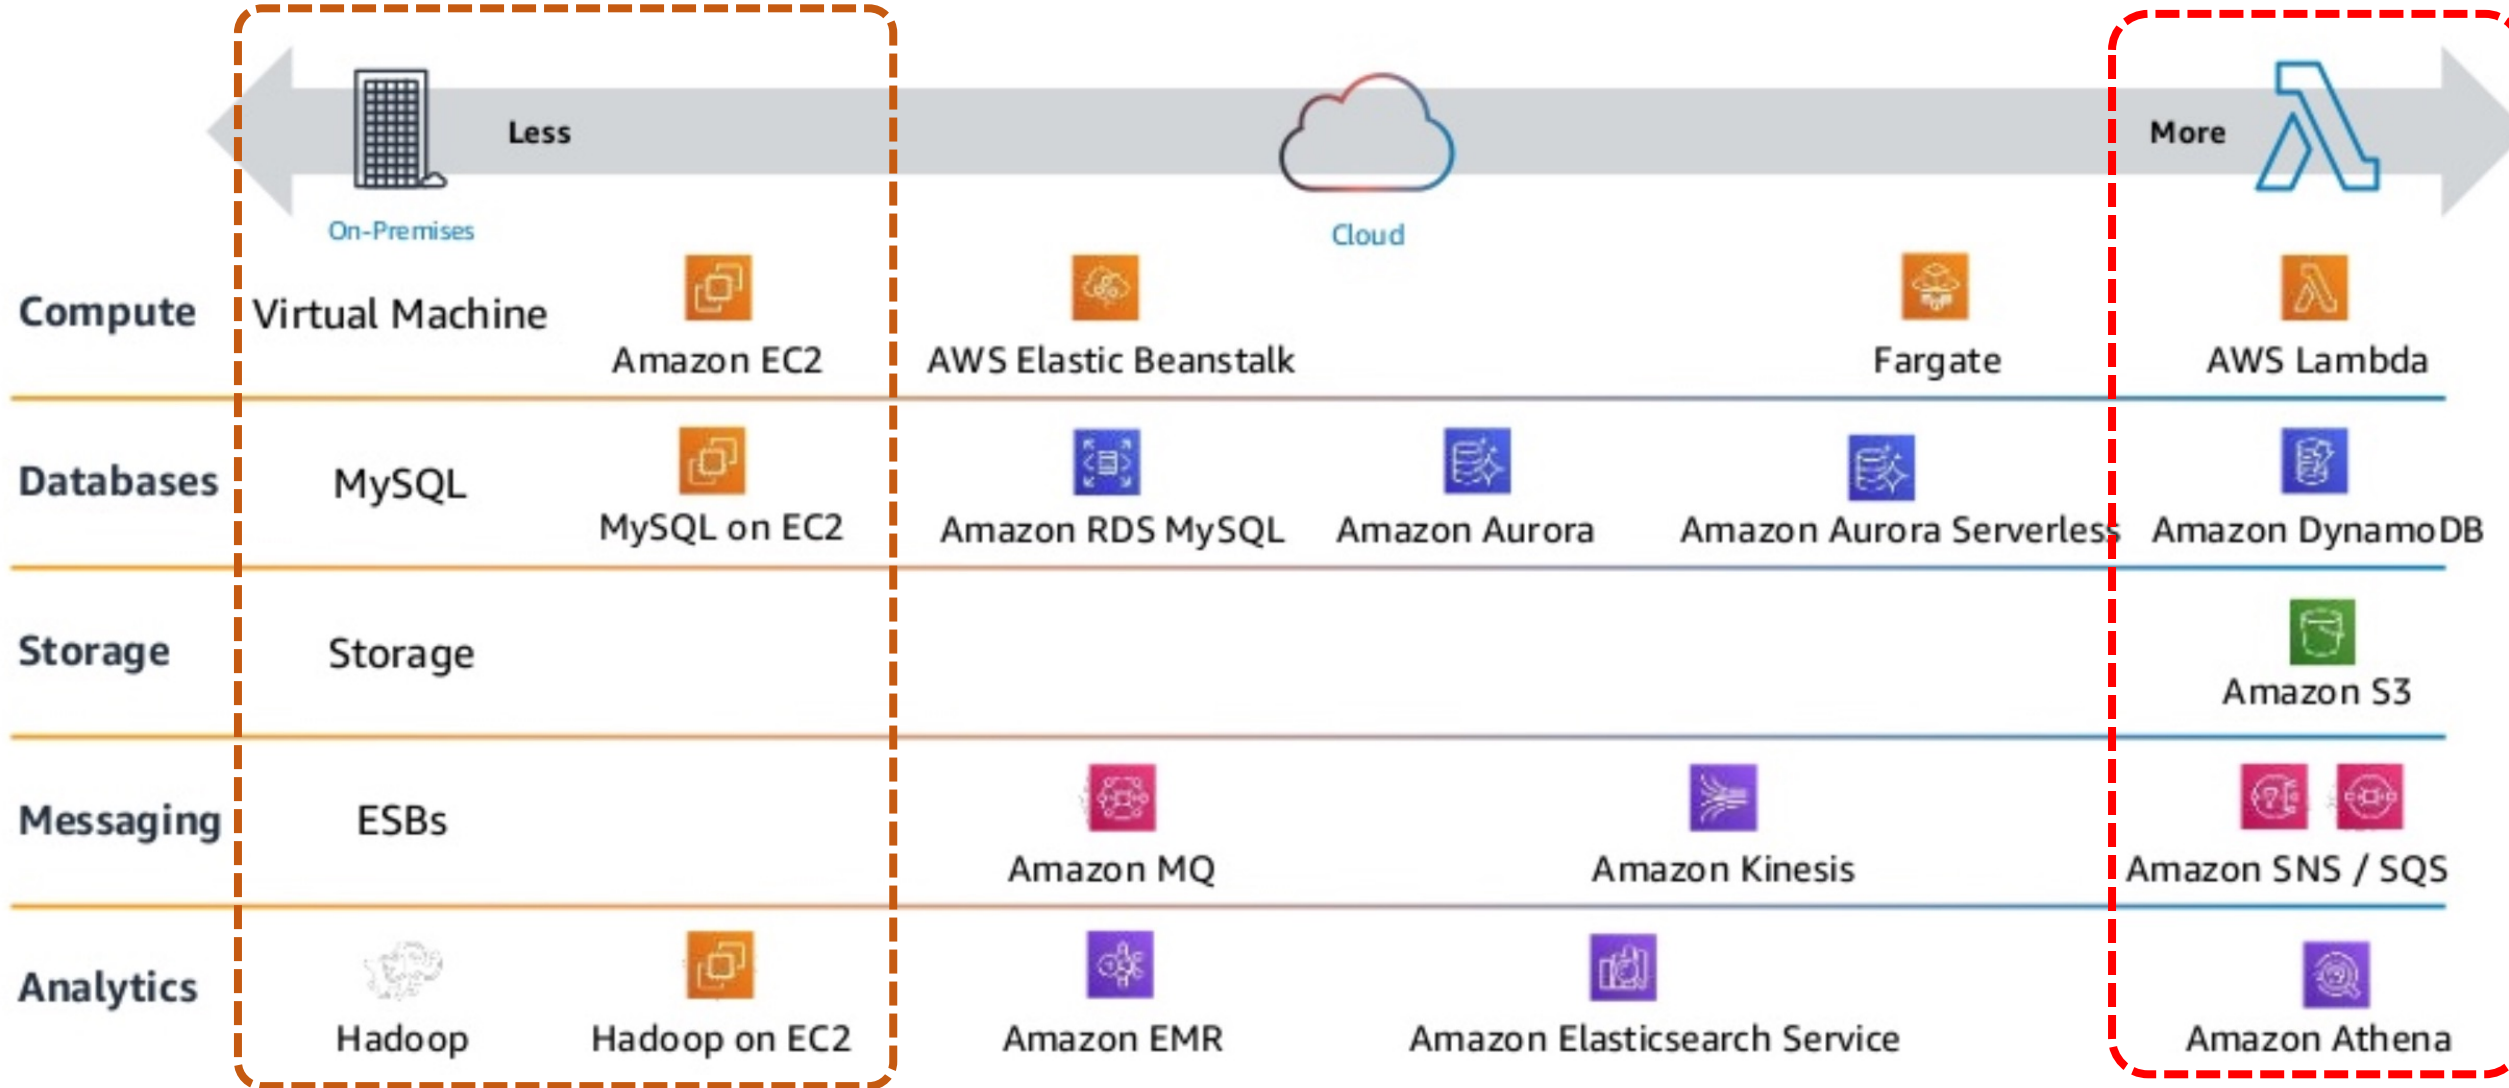 Less
More
On-Premises
Cloud
Compute
Virtual Machine
Amazon EC2
AWS Elastic Beanstalk
Fargate
AWS Lambda
Databases
MySQL
MySQL on EC2
Amazon RDS MySQL
Amazon Aurora
Amazon Aurora Serverless
Amazon DynamoDB
Storage
Storage
Amazon S3
Messaging
ESBs
Amazon MQ
Amazon Kinesis
Amazon SNS / SQS
Analytics
Hadoop
Hadoop on EC2
Amazon EMR
Amazon Elasticsearch Service
Amazon Athena